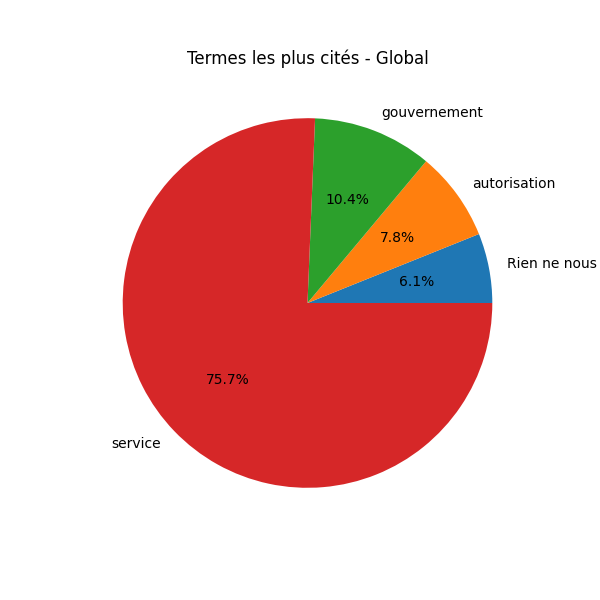 Termes les plus cités - Global
gouvernement
autorisation
Rien ne nous
10.4%
7.8%
6.1%
75.7%
service